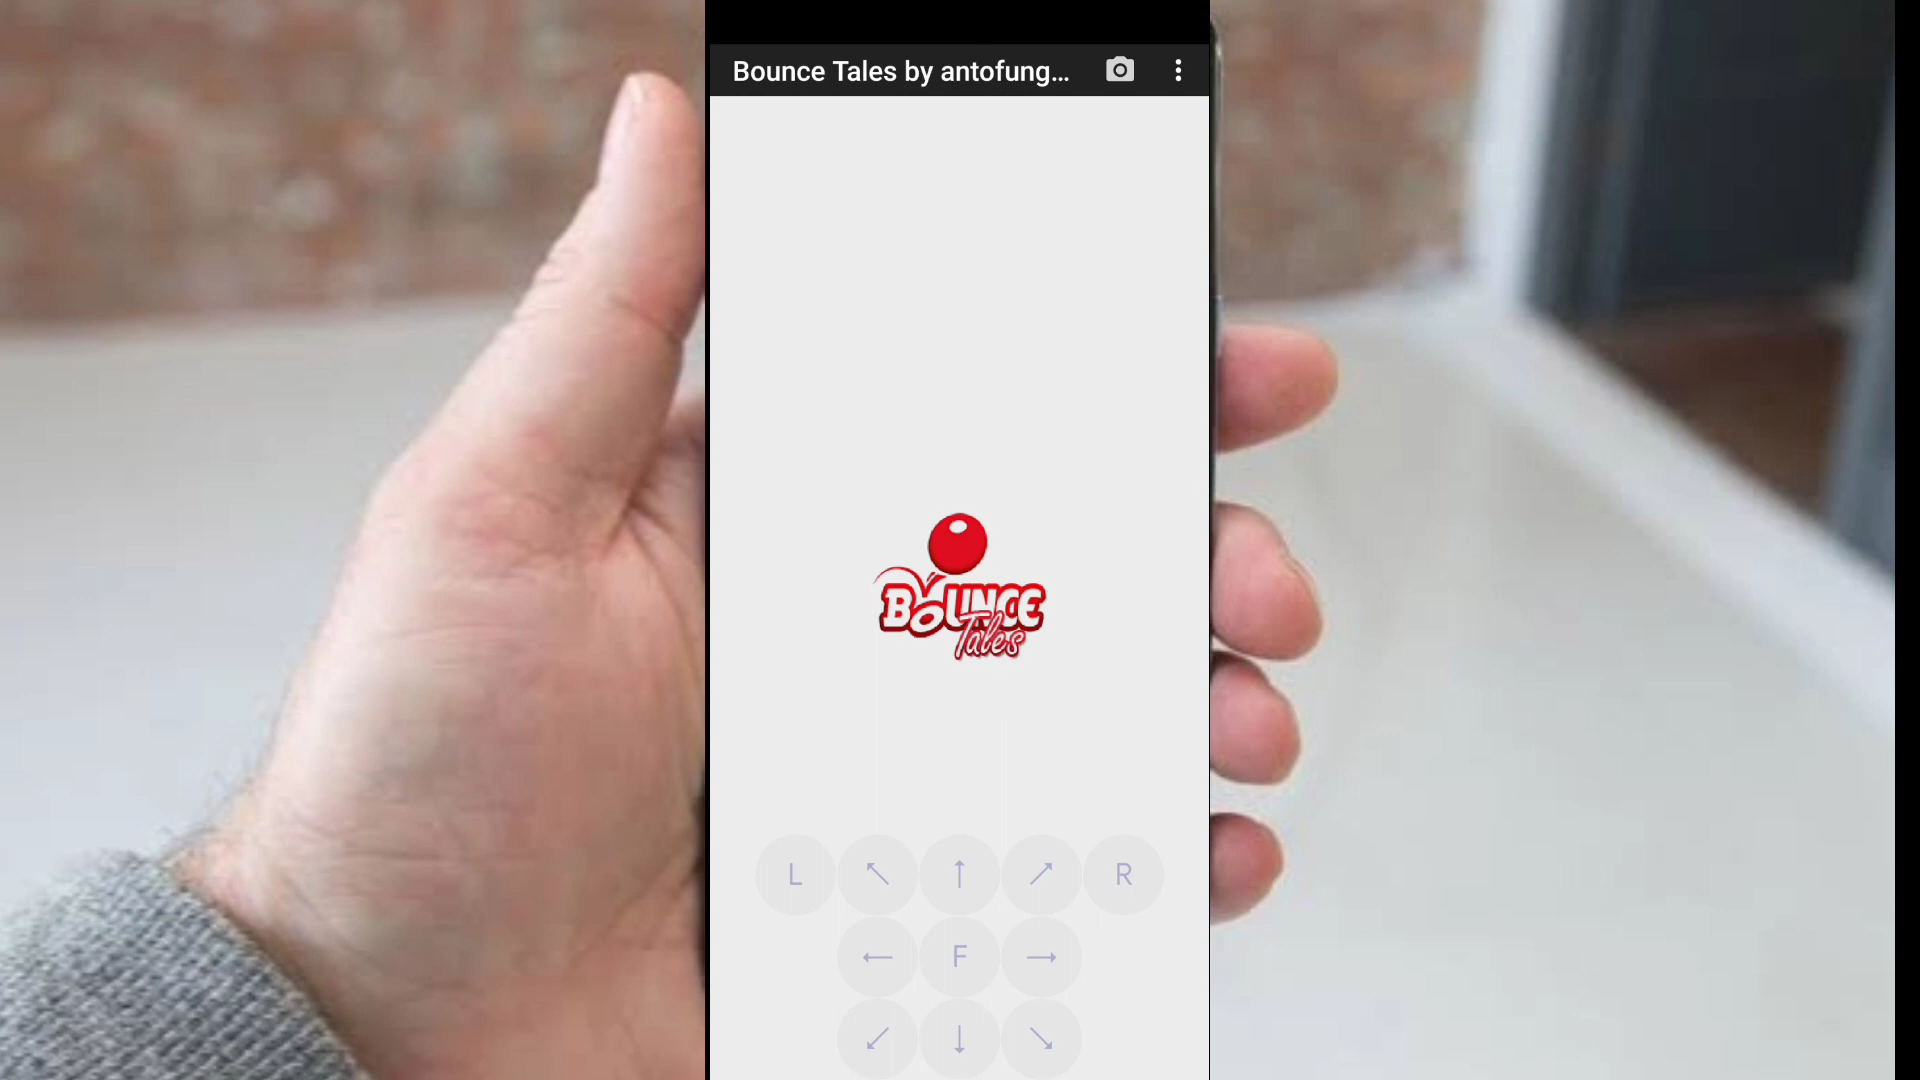 Bounce Tales by antofung...
BOUNCE
Tales
L ↖ ↑ ↗ R
← F →
↙ ↓ ↘